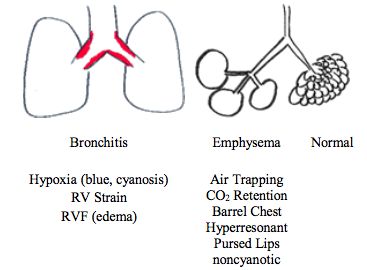 Bronchitis
Emphysema
Normal
Hypoxia (blue, cyanosis)
RV Strain
RVF (edema)
Air Trapping
CO₂ Retention
Barrel Chest
Hyperresonant
Pursed Lips
noncyanotic